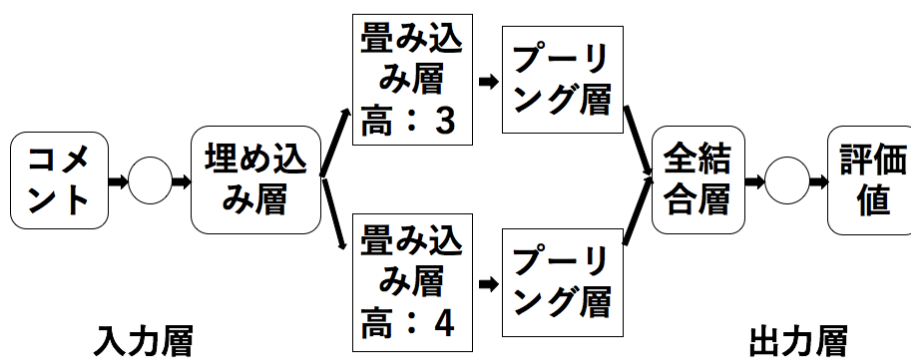 コメ
ント
埋め込
み層
畳み込
み層
高：3
プーリ
ング層
畳み込
み層
高：4
プーリ
ング層
全結
合層
評価
値
入力層
出力層